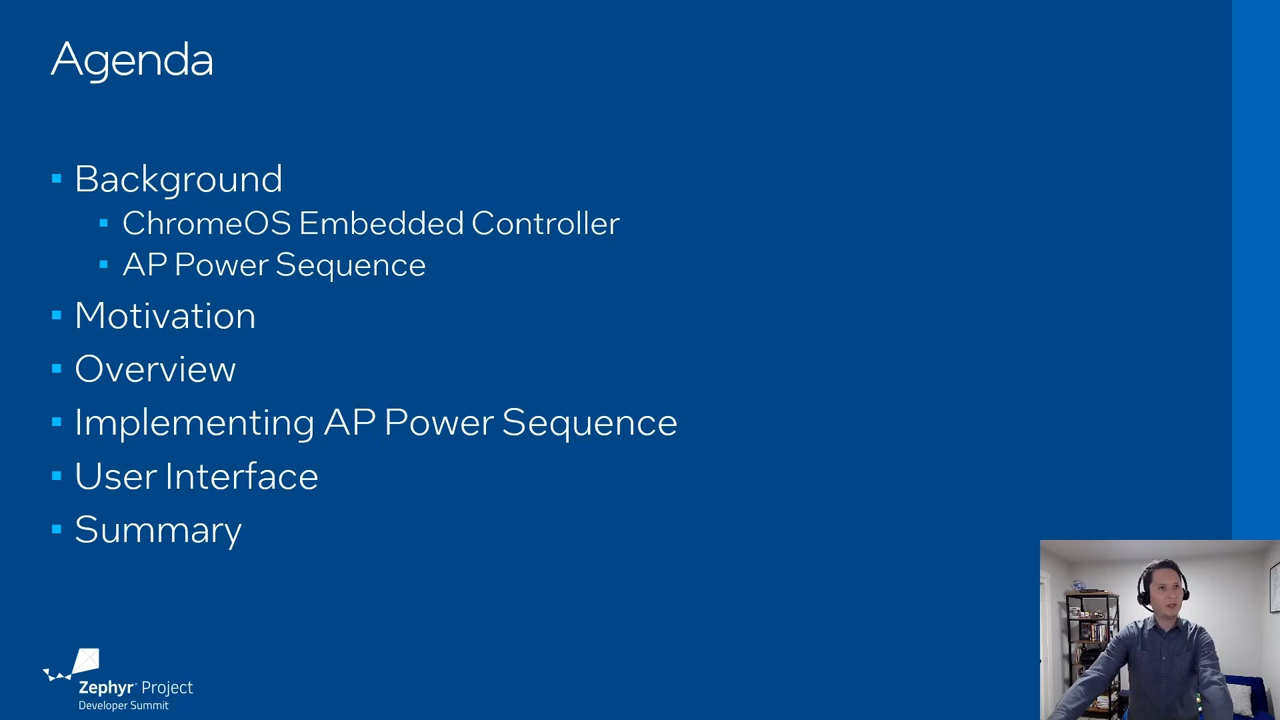 Agenda
Background
ChromeOS Embedded Controller
AP Power Sequence
Motivation
Overview
Implementing AP Power Sequence
User Interface
Summary
Zephyr Project
Developer Summit